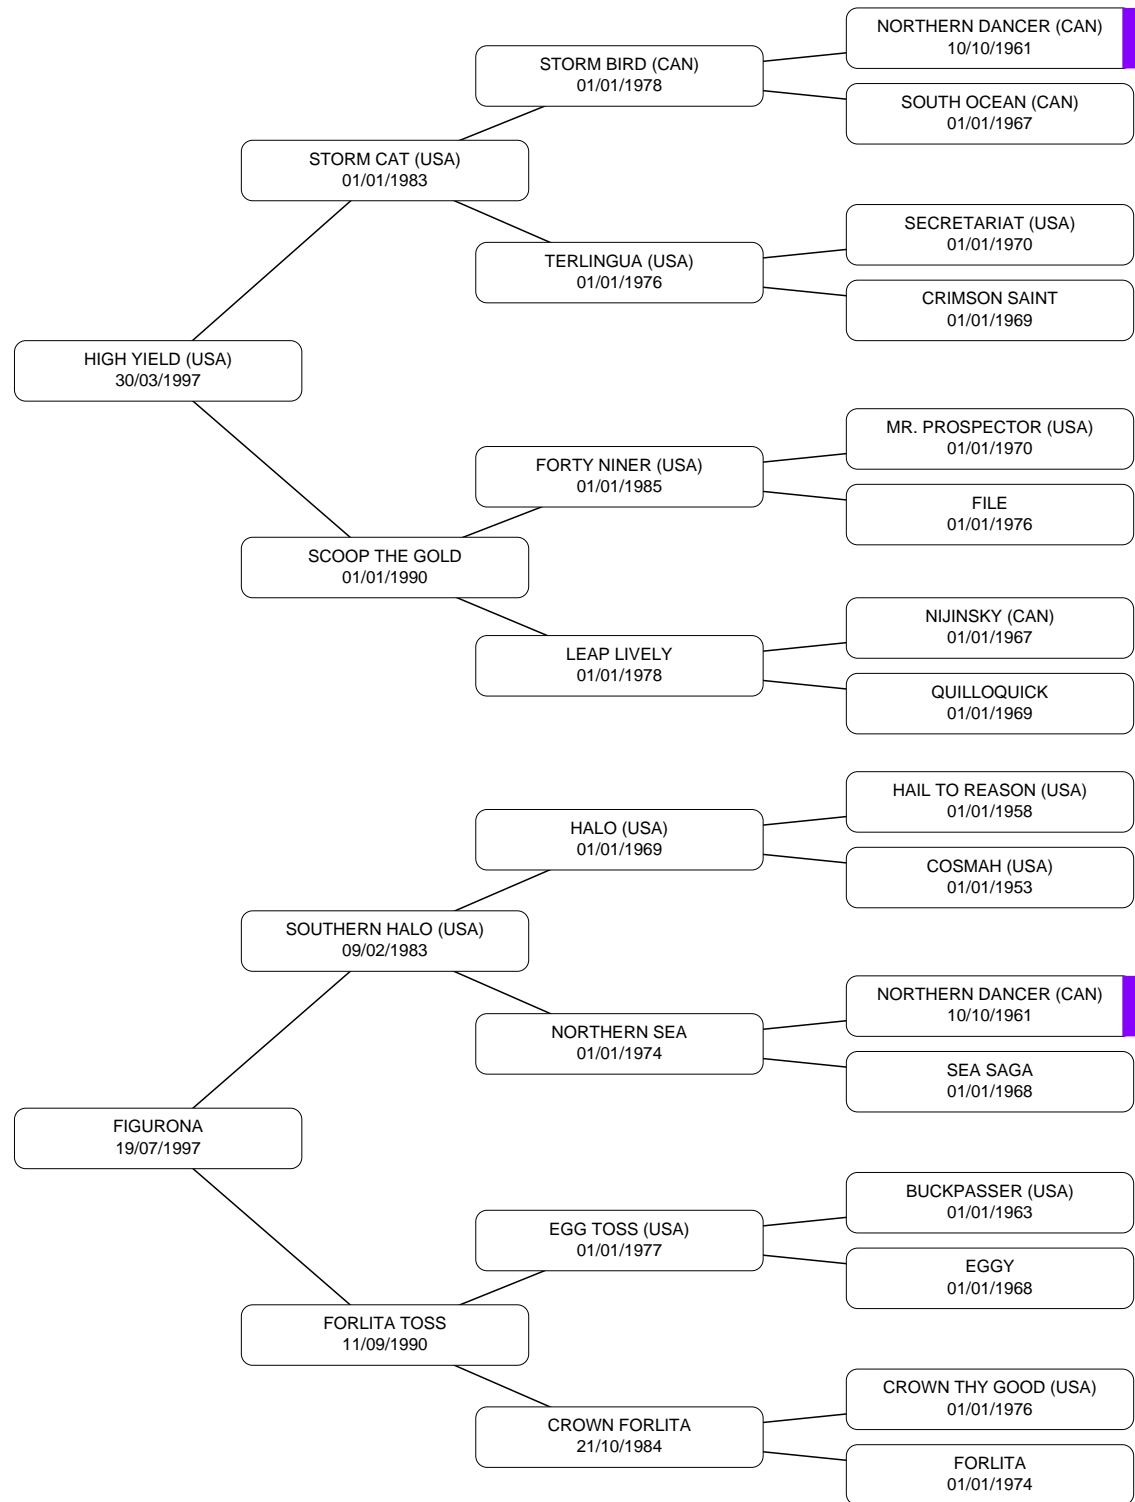 NORTHERN DANCER (CAN)
10/10/1961
STORM BIRD (CAN)
01/01/1978
SOUTH OCEAN (CAN)
01/01/1967
STORM CAT (USA)
01/01/1983
SECRETARIAT (USA)
01/01/1970
TERLINGUA (USA)
01/01/1976
CRIMSON SAINT
01/01/1969
HIGH YIELD (USA)
30/03/1997
MR. PROSPECTOR (USA)
01/01/1970
FORTY NINER (USA)
01/01/1985
FILE
01/01/1976
SCOOP THE GOLD
01/01/1990
NIJINSKY (CAN)
01/01/1967
LEAP LIVELY
01/01/1978
QUILLOQUICK
01/01/1969
HAIL TO REASON (USA)
01/01/1958
HALO (USA)
01/01/1969
COSMAH (USA)
01/01/1953
SOUTHERN HALO (USA)
09/02/1983
NORTHERN DANCER (CAN)
10/10/1961
NORTHERN SEA
01/01/1974
SEA SAGA
01/01/1968
FIGURONA
19/07/1997
BUCKPASSER (USA)
01/01/1963
EGG TOSS (USA)
01/01/1977
EGGY
01/01/1968
FORLITA TOSS
11/09/1990
CROWN THY GOOD (USA)
01/01/1976
CROWN FORLITA
21/10/1984
FORLITA
01/01/1974